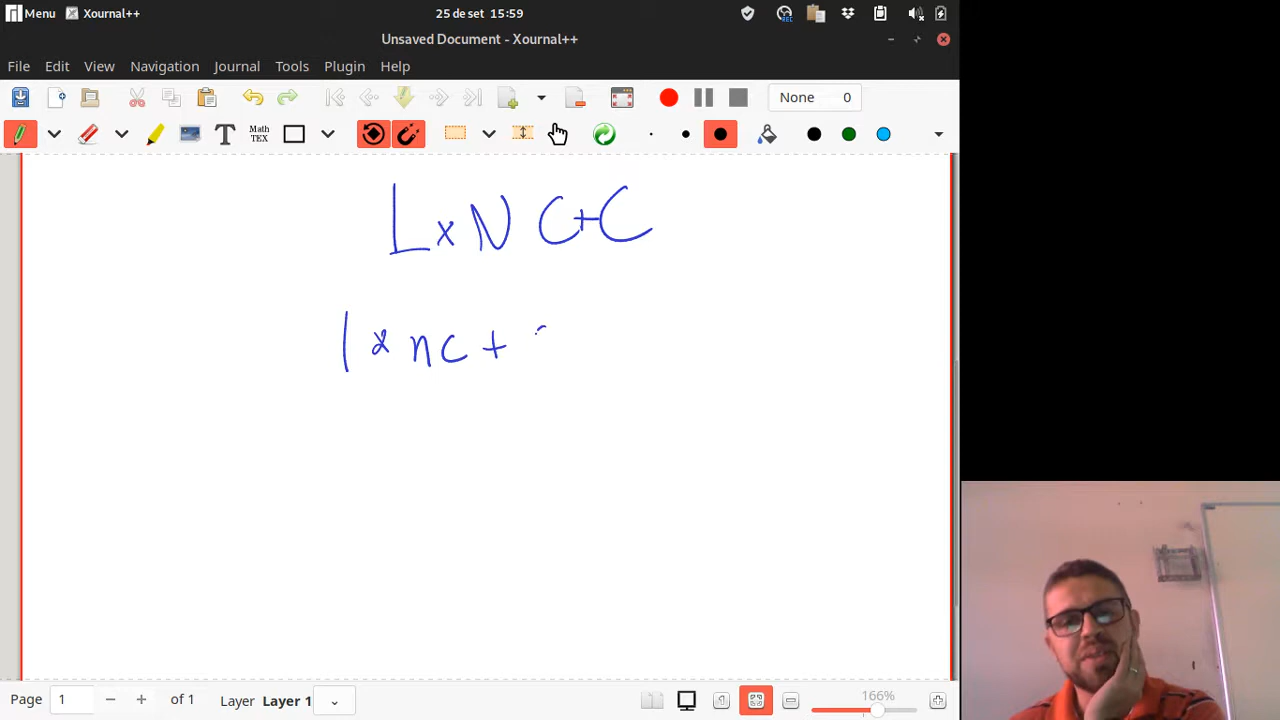 Menu Xournal++ 25 de set 15:59
Unsaved Document - Xournal++
File Edit View Navigation Journal Tools Plugin Help
None 0
T Math TEX
L x N C + C
1 x nc +
Page 1 of 1 Layer Layer 1 166%